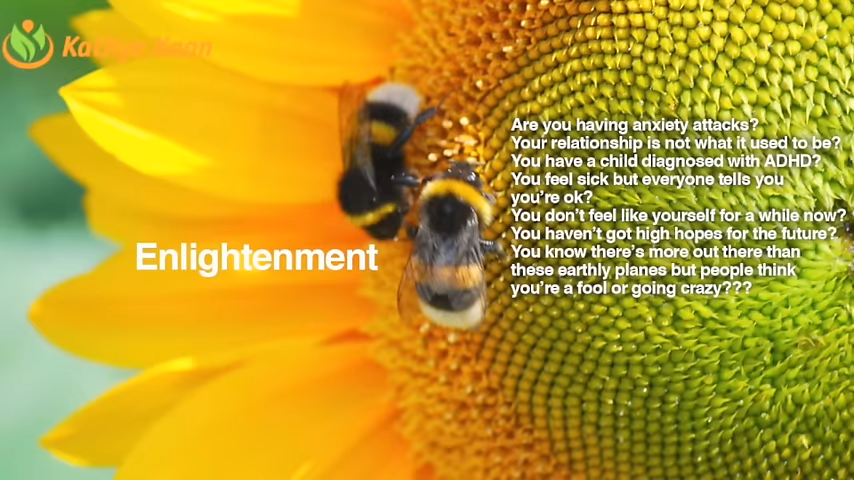 Enlightenment
Are you having anxiety attacks?
Your relationship is not what it used to be?
You have a child diagnosed with ADHD?
You feel sick but everyone tells you
you're ok?
You don't feel like yourself for a while now?
You haven't got high hopes for the future?
You know there's more out there than
these earthly planes but people think
you're a fool or going crazy???